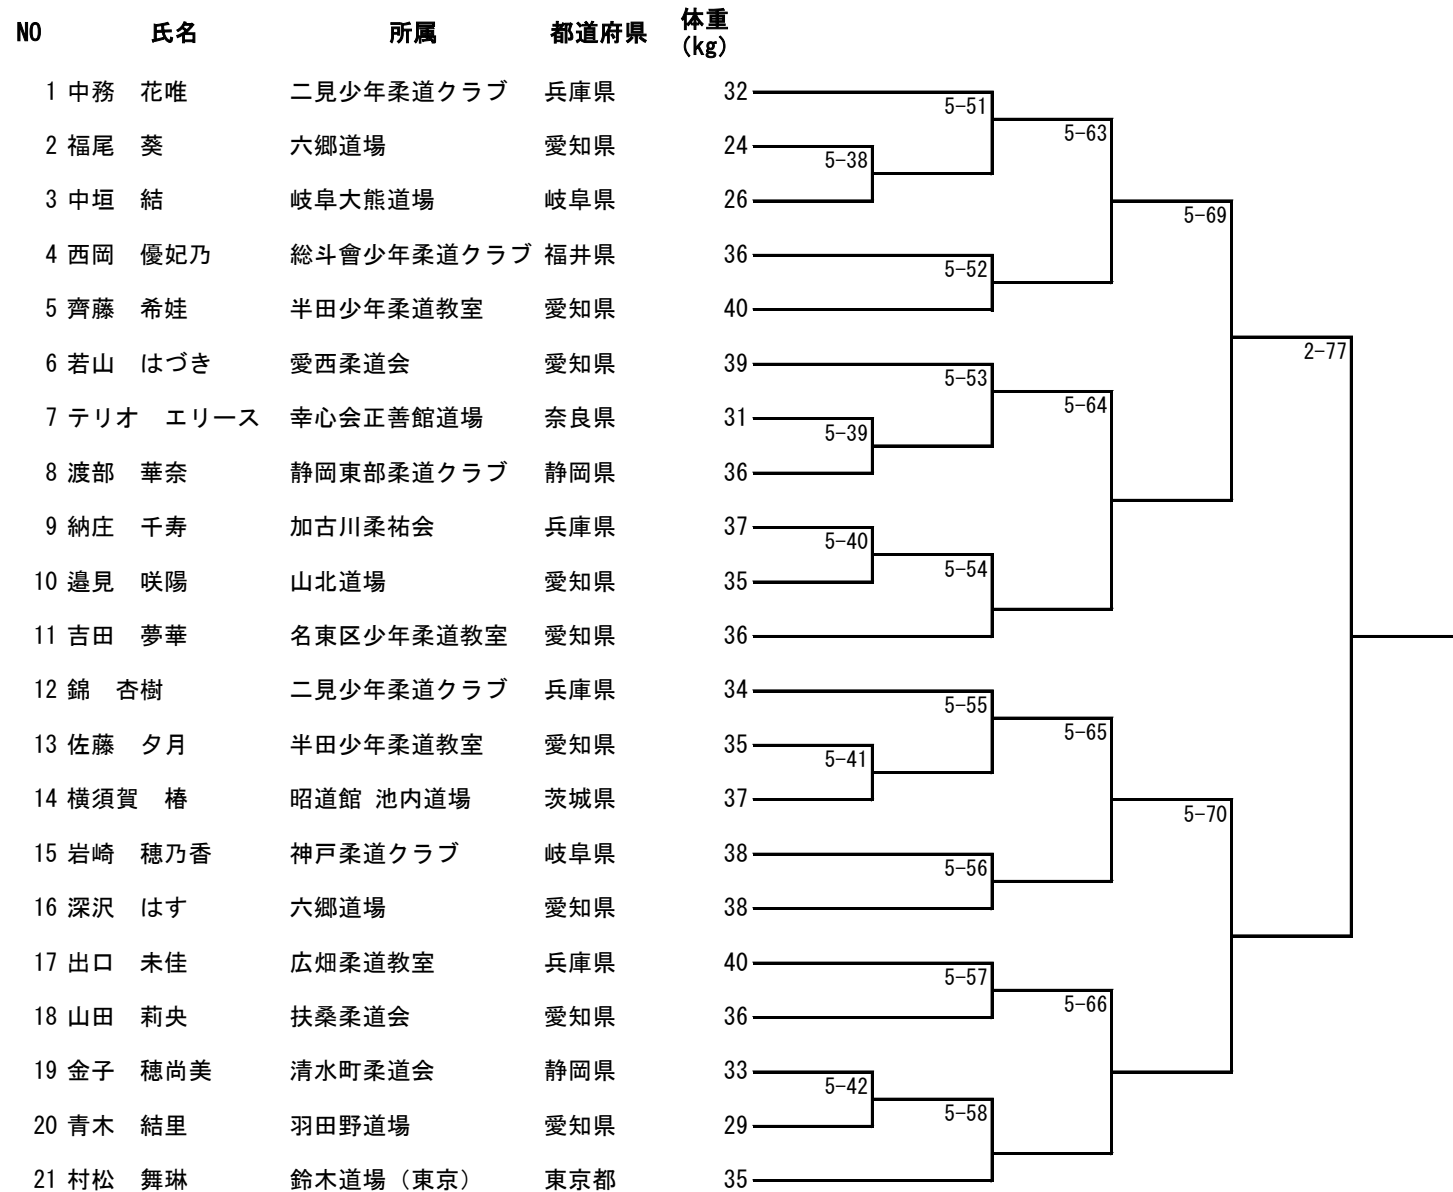 NO 氏名 所属 都道府県 体重(kg)
1 中務　花唯 二見少年柔道クラブ 兵庫県 32
5-51
2 福尾　葵 六郷道場 愛知県 24
5-63
5-38
3 中垣　結 岐阜大熊道場 岐阜県 26
5-69
4 西岡　優妃乃 総斗會少年柔道クラブ 福井県 36
5-52
5 齊藤　希娃 半田少年柔道教室 愛知県 40
2-77
6 若山　はづき 愛西柔道会 愛知県 39
5-53
5-64
7 テリオ　エリース 幸心会正善館道場 奈良県 31
5-39
8 渡部　華奈 静岡東部柔道クラブ 静岡県 36
9 納庄　千寿 加古川柔祐会 兵庫県 37
5-40
5-54
10 邉見　咲陽 山北道場 愛知県 35
11 吉田　夢華 名東区少年柔道教室 愛知県 36
12 錦　杏樹 二見少年柔道クラブ 兵庫県 34
5-55
5-65
13 佐藤　夕月 半田少年柔道教室 愛知県 35
5-41
14 横須賀　椿 昭道館 池内道場 茨城県 37
5-70
15 岩崎　穂乃香 神戸柔道クラブ 岐阜県 38
5-56
16 深沢　はす 六郷道場 愛知県 38
17 出口　未佳 広畑柔道教室 兵庫県 40
5-57
5-66
18 山田　莉央 扶桑柔道会 愛知県 36
19 金子　穂尚美 清水町柔道会 静岡県 33
5-42
5-58
20 青木　結里 羽田野道場 愛知県 29
21 村松　舞琳 鈴木道場（東京） 東京都 35